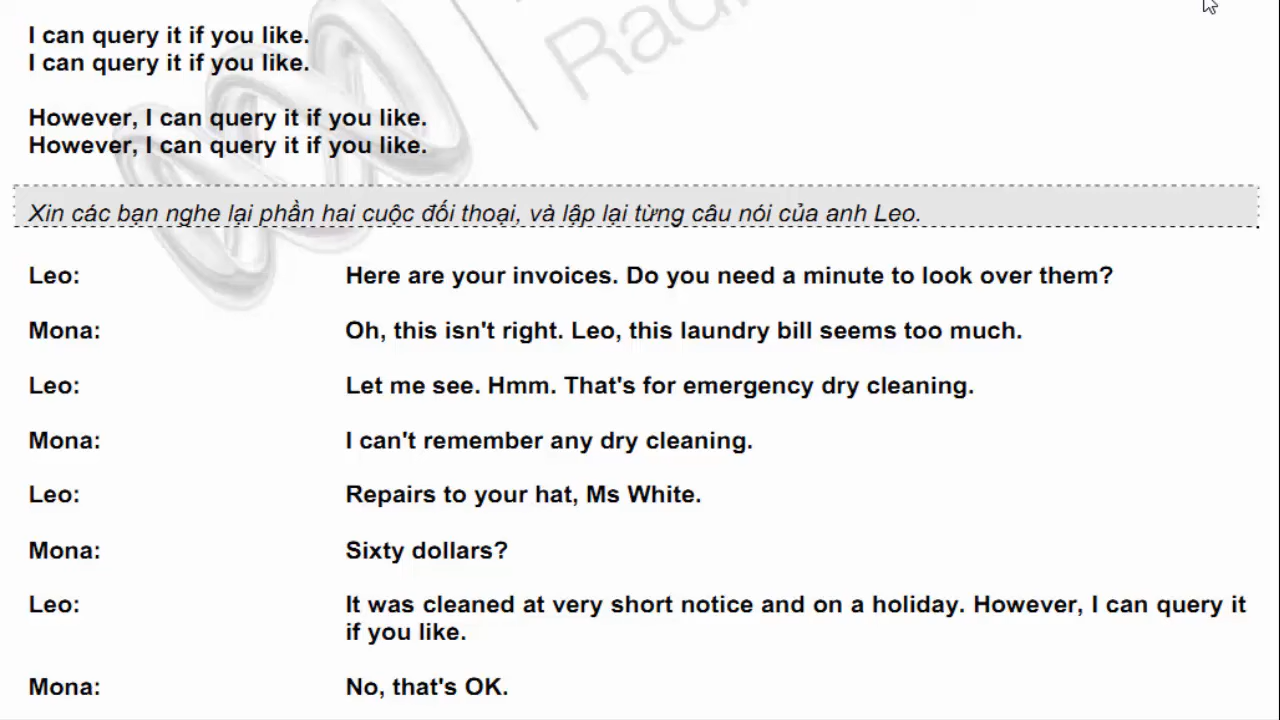 I can query it if you like.
I can query it if you like.
However, I can query it if you like.
However, I can query it if you like.
Xin các bạn nghe lại phần hai cuộc đối thoại, và lập lại từng câu nói của anh Leo.
Leo: Here are your invoices. Do you need a minute to look over them?
Mona: Oh, this isn't right. Leo, this laundry bill seems too much.
Leo: Let me see. Hmm. That's for emergency dry cleaning.
Mona: I can't remember any dry cleaning.
Leo: Repairs to your hat, Ms White.
Mona: Sixty dollars?
Leo: It was cleaned at very short notice and on a holiday. However, I can query it
if you like.
Mona: No, that's OK.